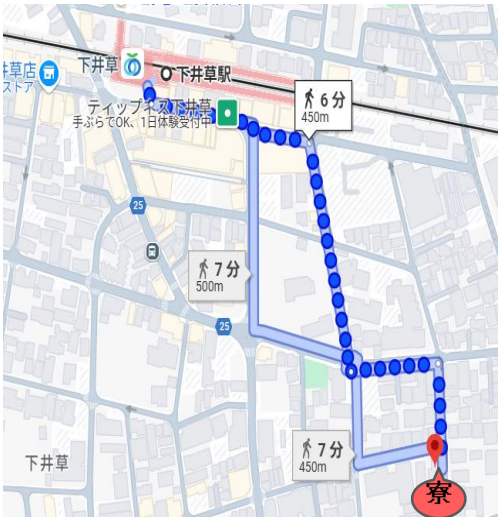 下井草
下井草駅
井草店
ストア
ティップネス下井草
手ぶらでOK、1日体験受付中
6 分
450m
25
7 分
500m
25
7 分
450m
下井草
寮